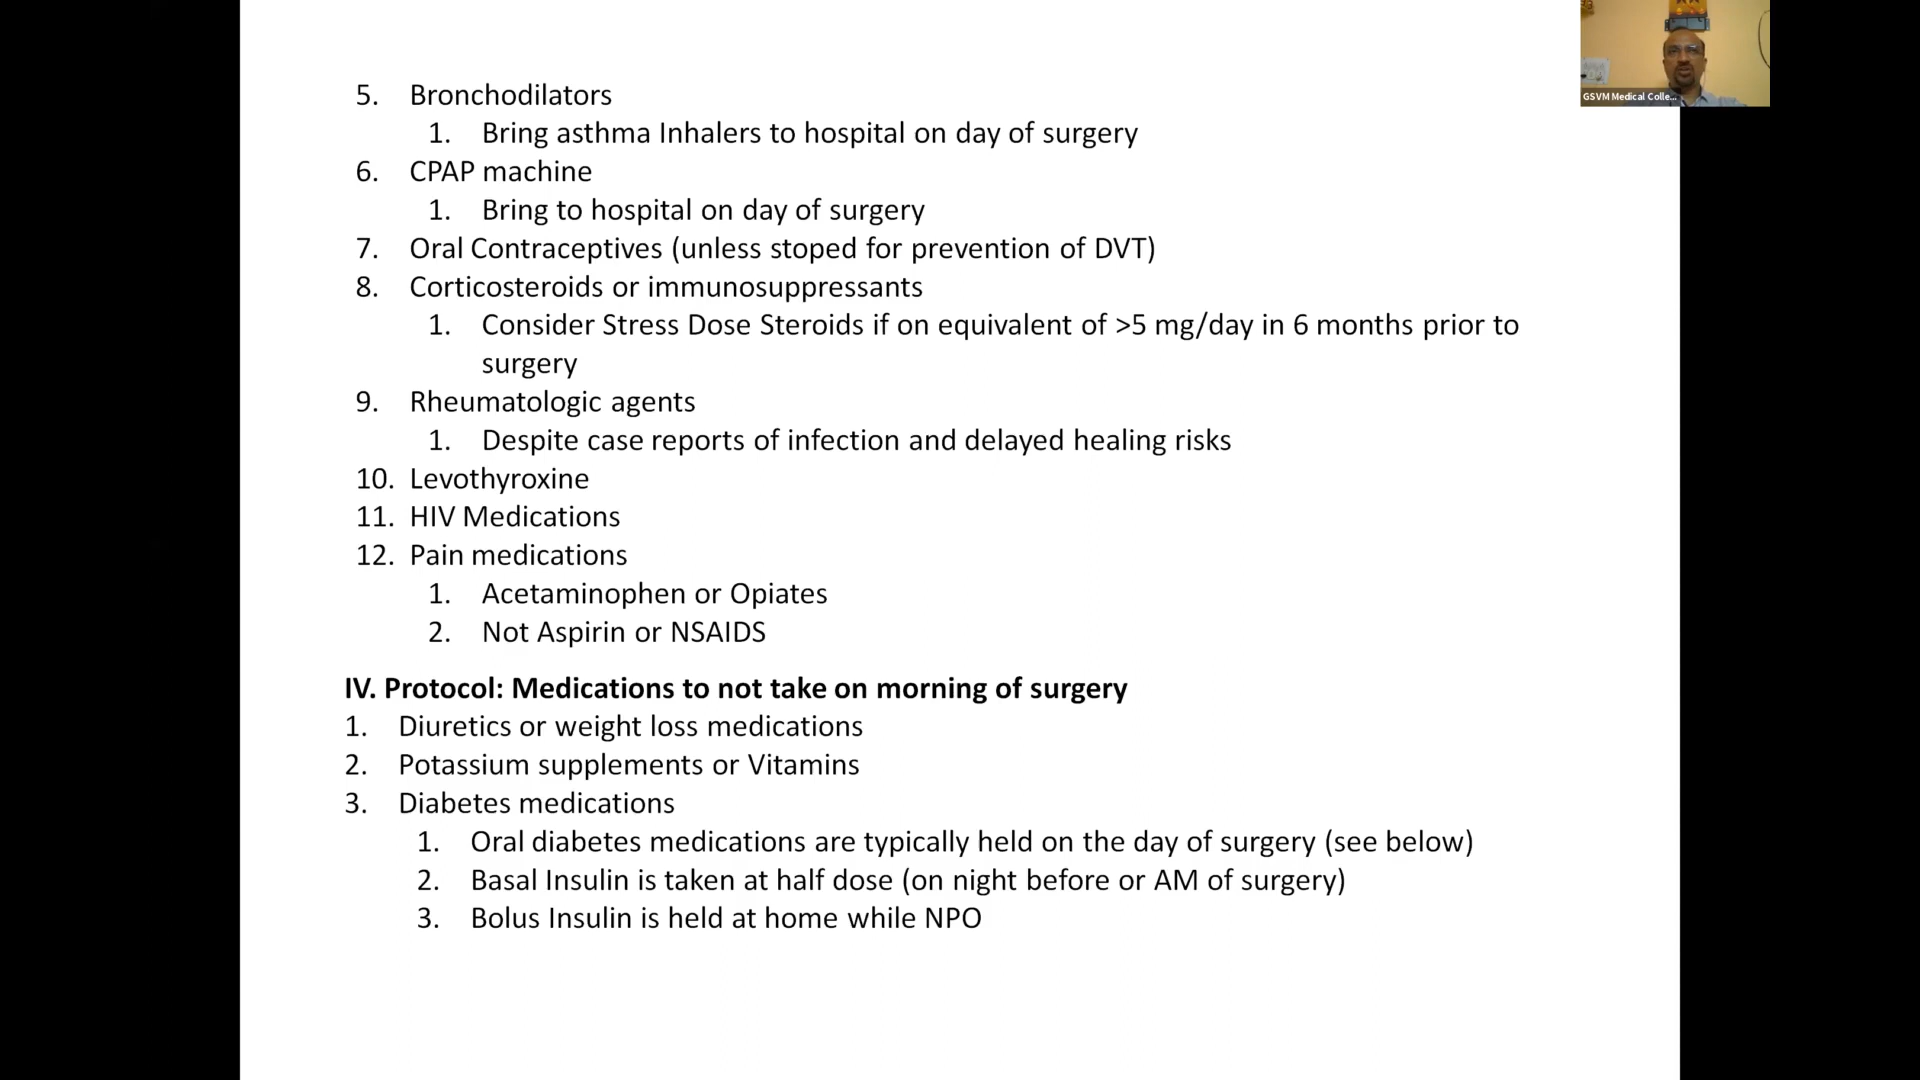 5. Bronchodilators
1. Bring asthma Inhalers to hospital on day of surgery
6. CPAP machine
1. Bring to hospital on day of surgery
7. Oral Contraceptives (unless stoped for prevention of DVT)
8. Corticosteroids or immunosuppressants
1. Consider Stress Dose Steroids if on equivalent of >5 mg/day in 6 months prior to
surgery
9. Rheumatologic agents
1. Despite case reports of infection and delayed healing risks
10. Levothyroxine
11. HIV Medications
12. Pain medications
1. Acetaminophen or Opiates
2. Not Aspirin or NSAIDS
IV. Protocol: Medications to not take on morning of surgery
1. Diuretics or weight loss medications
2. Potassium supplements or Vitamins
3. Diabetes medications
1. Oral diabetes medications are typically held on the day of surgery (see below)
2. Basal Insulin is taken at half dose (on night before or AM of surgery)
3. Bolus Insulin is held at home while NPO
GSVM Medical Colle...